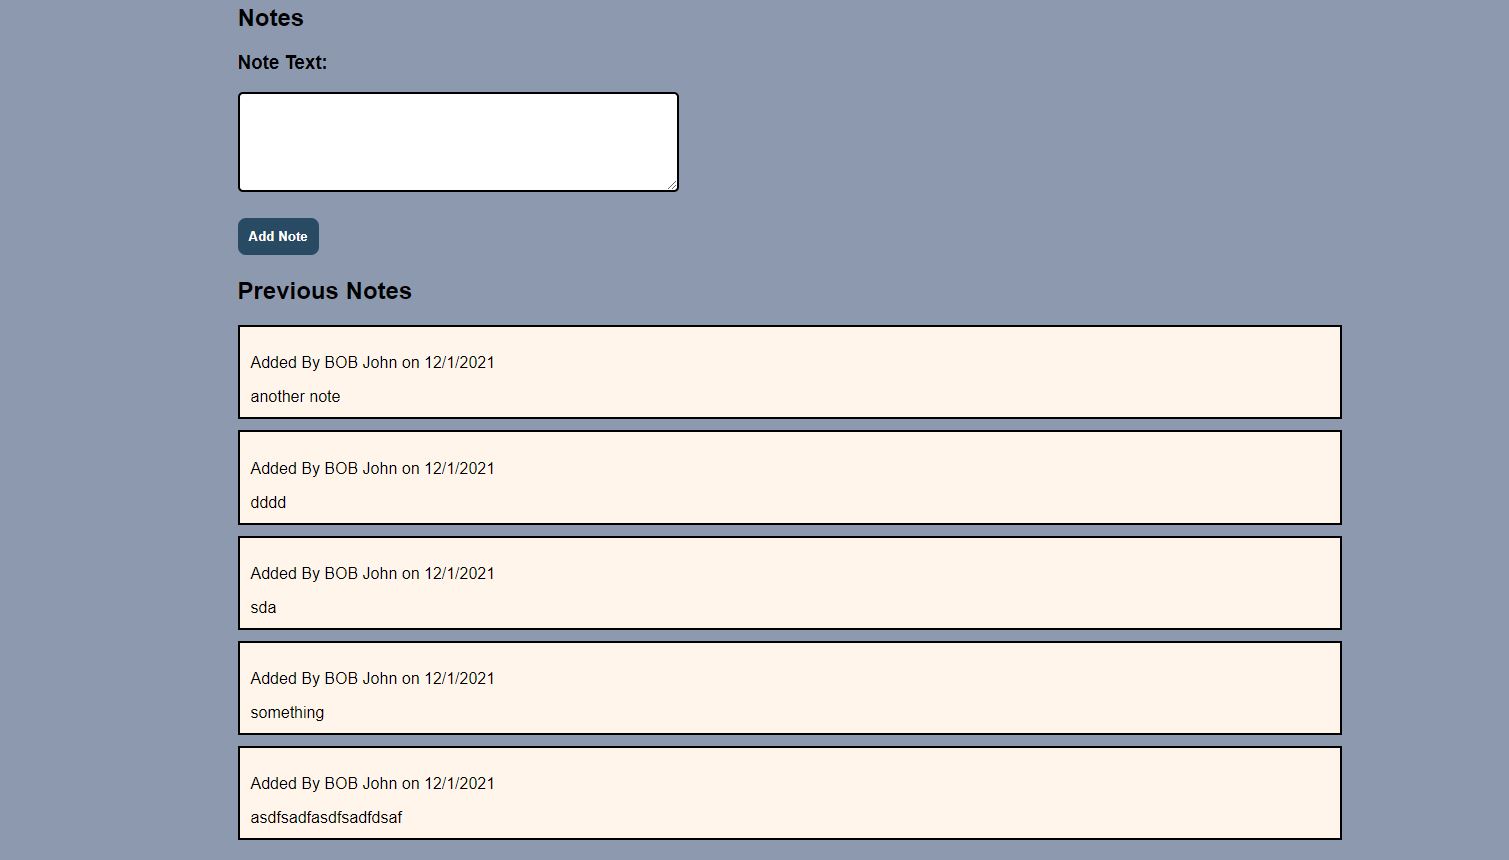 Notes
Note Text:
Add Note
Previous Notes
Added By BOB John on 12/1/2021
another note
Added By BOB John on 12/1/2021
dddd
Added By BOB John on 12/1/2021
sda
Added By BOB John on 12/1/2021
something
Added By BOB John on 12/1/2021
asdfsadfasdfsadfdsaf